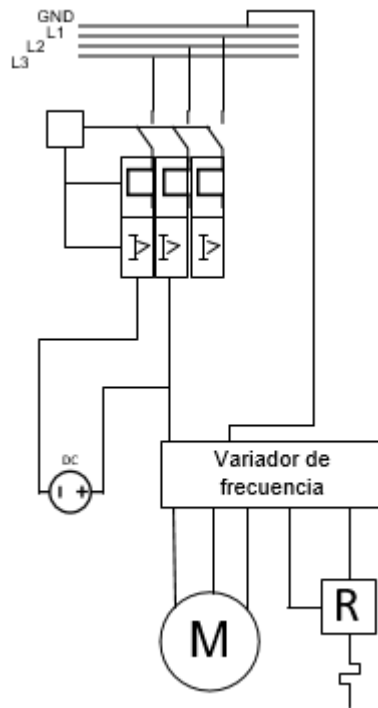 GND
L1
L2
L3
I>
I>
I>
DC
Variador de
frecuencia
M
R